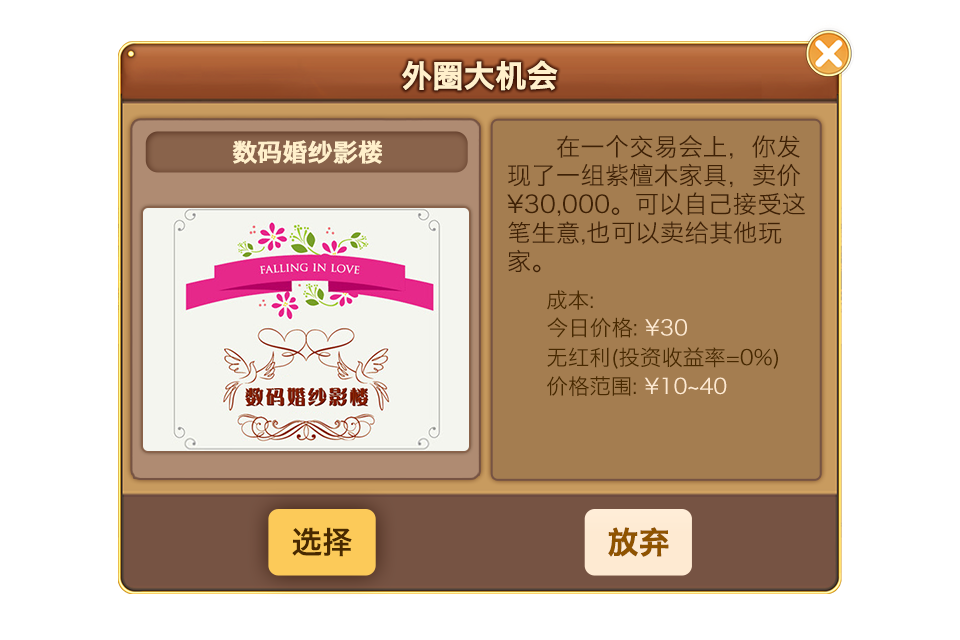 外圈大机会
数码婚纱影楼
FALLING IN LOVE
数码婚纱影楼
在一个交易会上，你发
现了一组紫檀木家具，卖价
¥30,000。可以自己接受这
笔生意,也可以卖给其他玩
家。
成本:
今日价格: ¥30
无红利(投资收益率=0%)
价格范围: ¥10~40
选择
放弃